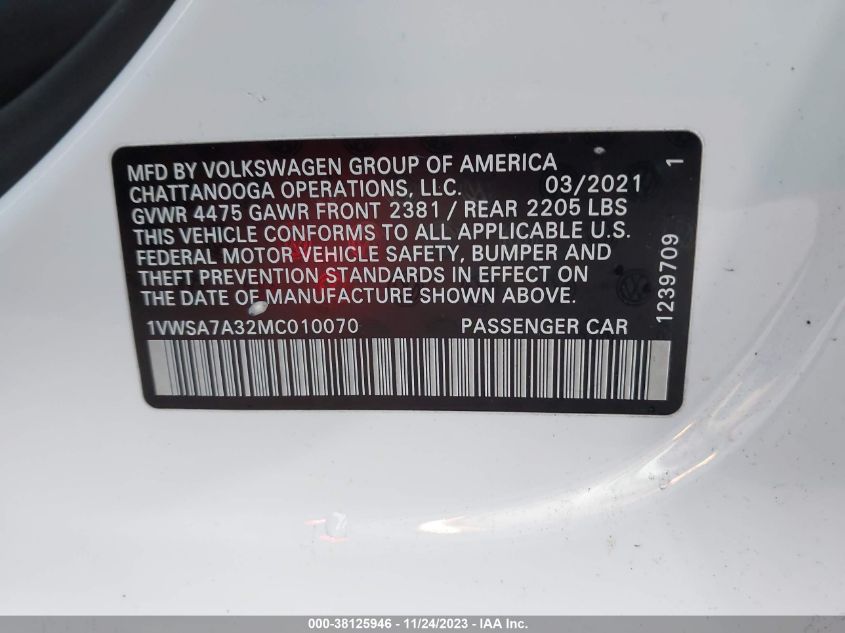 MFD BY VOLKSWAGEN GROUP OF AMERICA
CHATTANOOGA OPERATIONS, LLC. 03/2021
GVWR 4475 GAWR FRONT 2381 / REAR 2205 LBS
THIS VEHICLE CONFORMS TO ALL APPLICABLE U.S.
FEDERAL MOTOR VEHICLE SAFETY, BUMPER AND
THEFT PREVENTION STANDARDS IN EFFECT ON
THE DATE OF MANUFACTURE SHOWN ABOVE.
1VWSA7A32MC010070 PASSENGER CAR
1239709 1
000-38125946 - 11/24/2023 - IAA Inc.